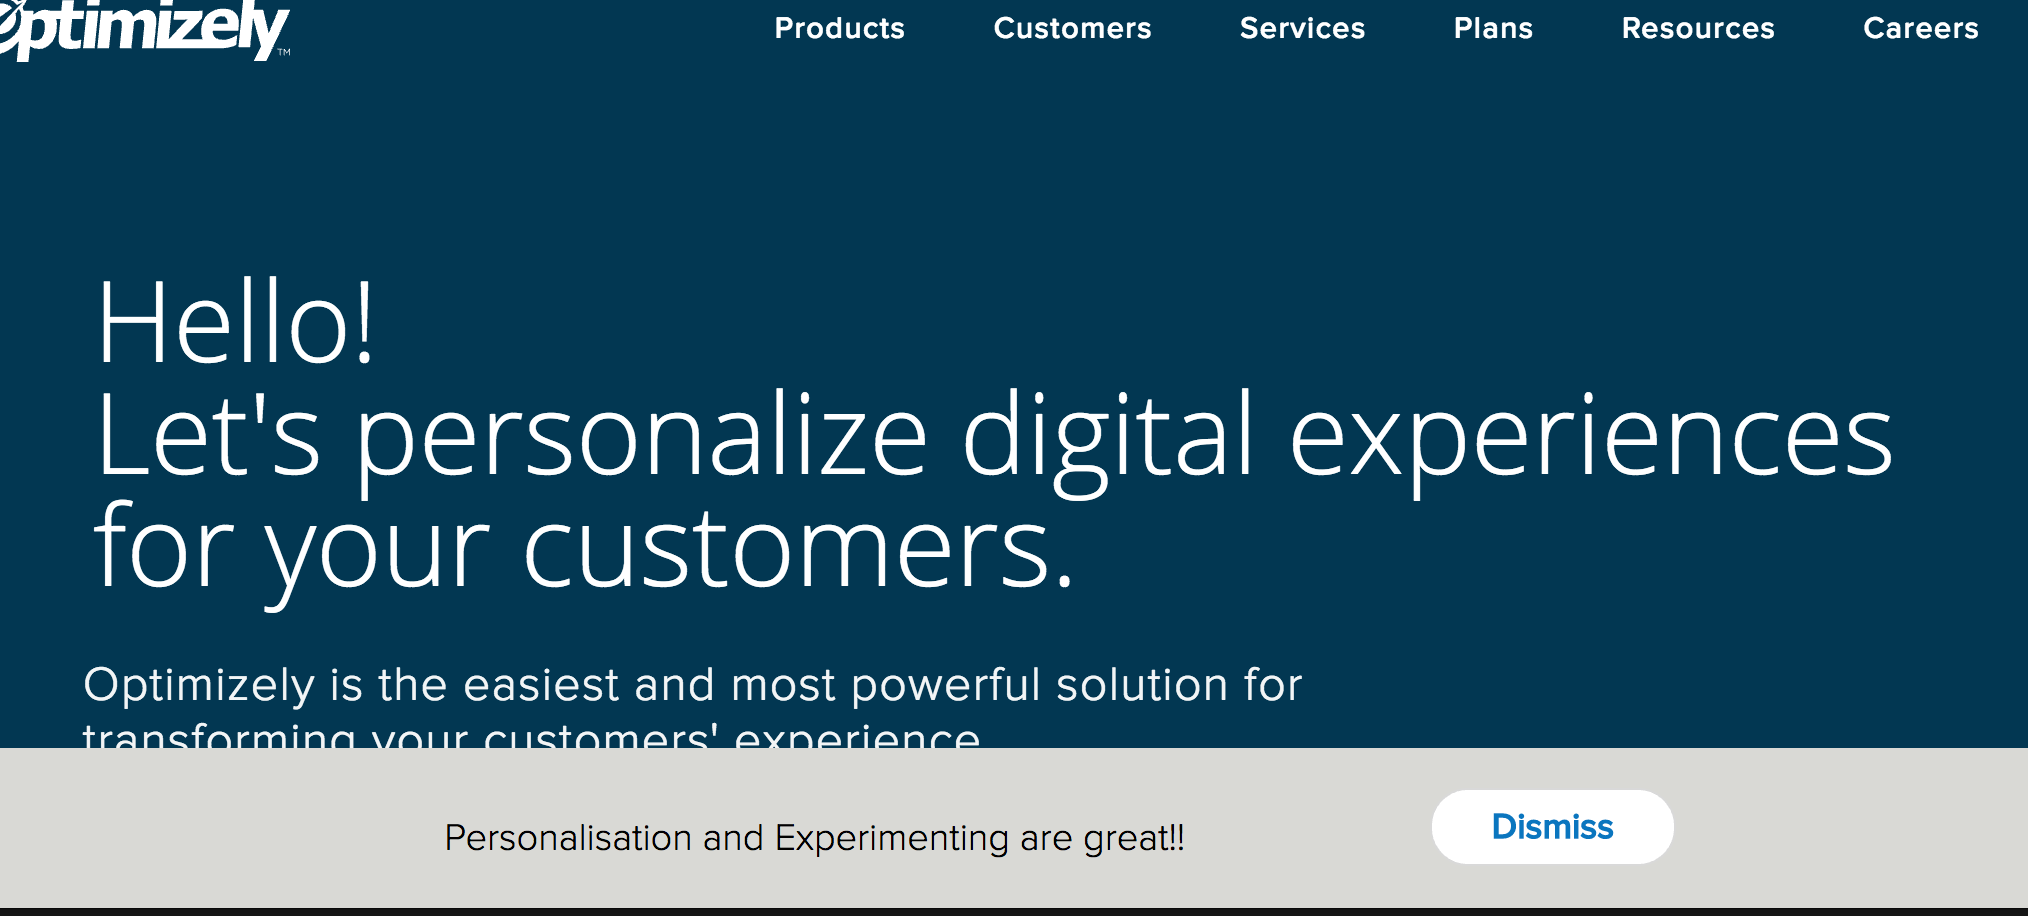 Optimizely™
Products Customers Services Plans Resources Careers
Hello!
Let's personalize digital experiences
for your customers.
Optimizely is the easiest and most powerful solution for
transforming your customers' experience
Personalisation and Experimenting are great!!
Dismiss